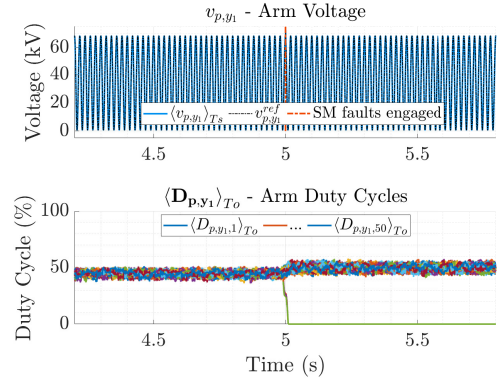 v_{p,y_1} - Arm Voltage
Voltage (kV)
60
40
20
0
⟨v_{p,y_1}⟩_{Ts} v_{p,y_1}^{ref} SM faults engaged
4.5 5 5.5
⟨D_{p,y_1}⟩_{To} - Arm Duty Cycles
Duty Cycle (%)
100
50
0
⟨D_{p,y_1,1}⟩_{To} ... ⟨D_{p,y_1,50}⟩_{To}
4.5 5 5.5
Time (s)